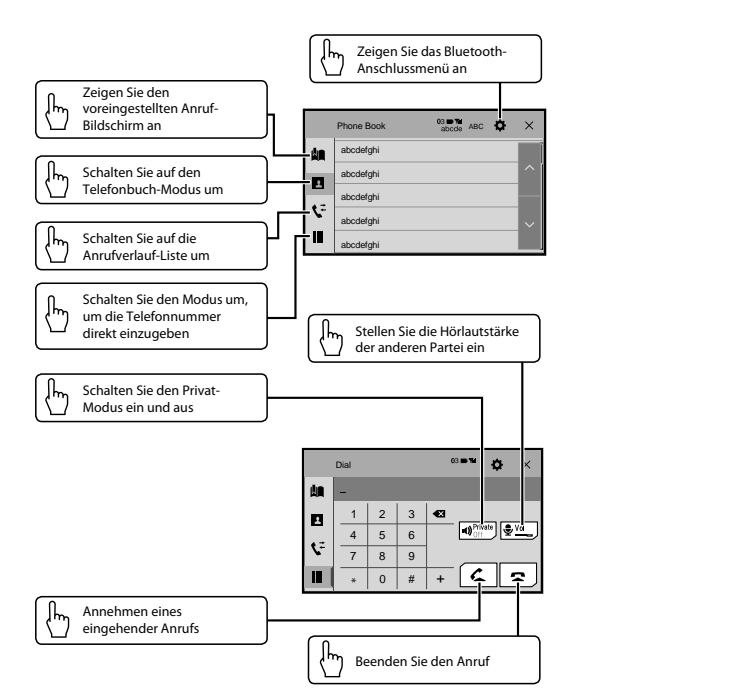 Zeigen Sie das Bluetooth-
Anschlussmenü an
Zeigen Sie den
voreingestellten Anruf-
Bildschirm an
Schalten Sie auf den
Telefonbuch-Modus um
Schalten Sie auf die
Anrufverlauf-Liste um
Schalten Sie den Modus um,
um die Telefonnummer
direkt einzugeben
Phone Book
03
abcde ABC
abcdefghi
abcdefghi
abcdefghi
abcdefghi
abcdefghi
Stellen Sie die Hörlautstärke
der anderen Partei ein
Schalten Sie den Privat-
Modus ein und aus
Dial 03
_
1 2 3
4 5 6
7 8 9
* 0 # +
Private
Off
Vol
Annehmen eines
eingehender Anrufs
Beenden Sie den Anruf